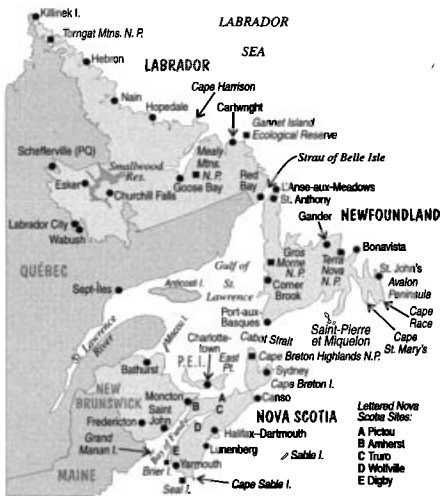 Killinek I.
Torngat Mtns. N. P.
LABRADOR
SEA
Hebron
LABRADOR
Cape Harrison
Nain
Hopedale
Cartwright
Gannet Island
Ecological Reserve
Schefferville (PQ)
Smallwood
Res.
Mealy
Mtns.
N. P.
Strait of Belle Isle
Esker
Churchill Falls
Goose Bay
Red
Bay
L'Anse-aux-Meadows
St. Anthony
Labrador City
Wabush
Gander
NEWFOUNDLAND
QUÉBEC
Gros
Morne
N. P.
Terra
Nova
N. P.
Bonavista
Sept-Îles
Anticosti I.
Gulf of
St.
Lawrence
Corner
Brook
St. John's
Avalon
Peninsula
Cape
Race
Cape
St. Mary's
Port-aux-
Basques
Saint-Pierre
et Miquelon
St. Lawrence
River
Miscou I.
Charlotte-
town
Cabot Strait
P.E.I.
East
Pt.
Cape
Breton Highlands N.P.
Bathurst
Sydney
Cape Breton I.
NEW
BRUNSWICK
Moncton
Saint
John
Canso
A
B
C
NOVA SCOTIA
Fredericton
D
Halifax–Dartmouth
Grand
Manan I.
Bay of Fundy
E
Lunenberg
Sable I.
MAINE
Brier I.
Yarmouth
Seal I.
Cape Sable I.
Lettered Nova
Scotia Sites:
A Pictou
B Amherst
C Truro
D Wolfville
E Digby